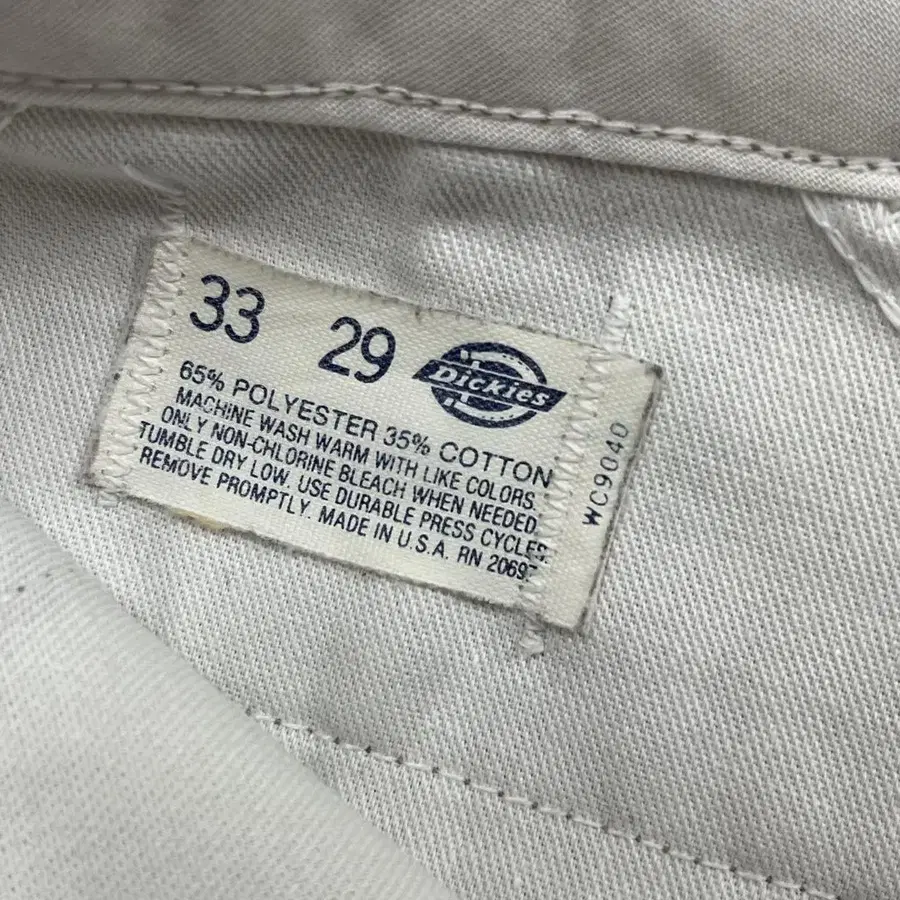 33 29 Dickies
65% POLYESTER 35% COTTON
MACHINE WASH WARM WITH LIKE COLORS.
ONLY NON-CHLORINE BLEACH WHEN NEEDED.
TUMBLE DRY LOW. USE DURABLE PRESS CYCLE.
REMOVE PROMPTLY. MADE IN U.S.A. RN 20697
WC9040